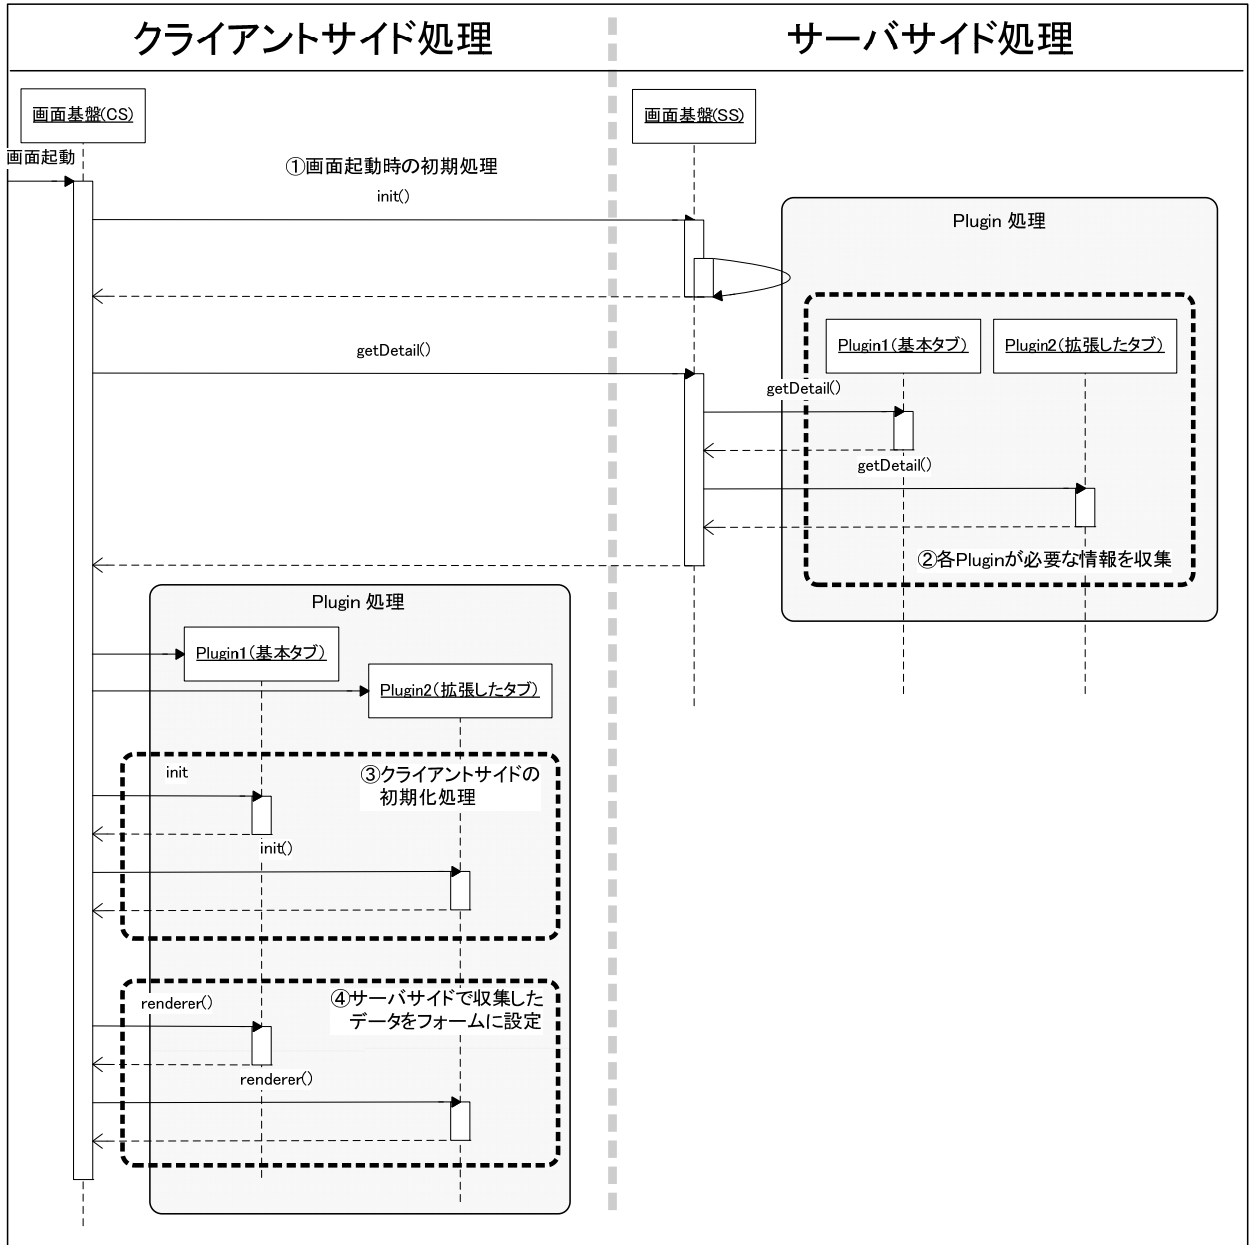 クライアントサイド処理
サーバサイド処理
画面基盤(CS)
画面基盤(SS)
画面起動
①画面起動時の初期処理
init()
Plugin 処理
Plugin1(基本タブ)
Plugin2(拡張したタブ)
getDetail()
getDetail()
getDetail()
②各Pluginが必要な情報を収集
Plugin 処理
Plugin1(基本タブ)
Plugin2(拡張したタブ)
init
③クライアントサイドの
初期化処理
init()
renderer()
④サーバサイドで収集した
データをフォームに設定
renderer()